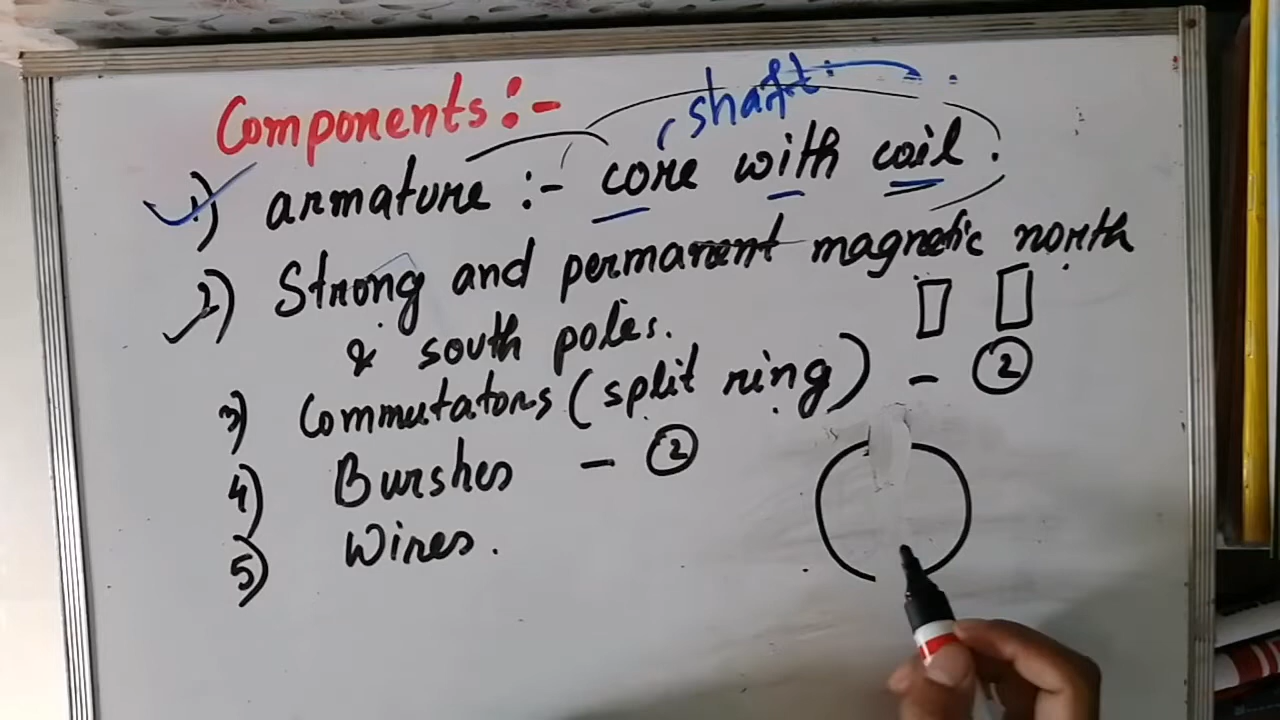 Components :-
shaft
1) armature :- core with coil.
2) Strong and permanent magnetic north
& south poles.
3) Commutators (split ring) - 2
4) Burshes - 2
5) Wires.